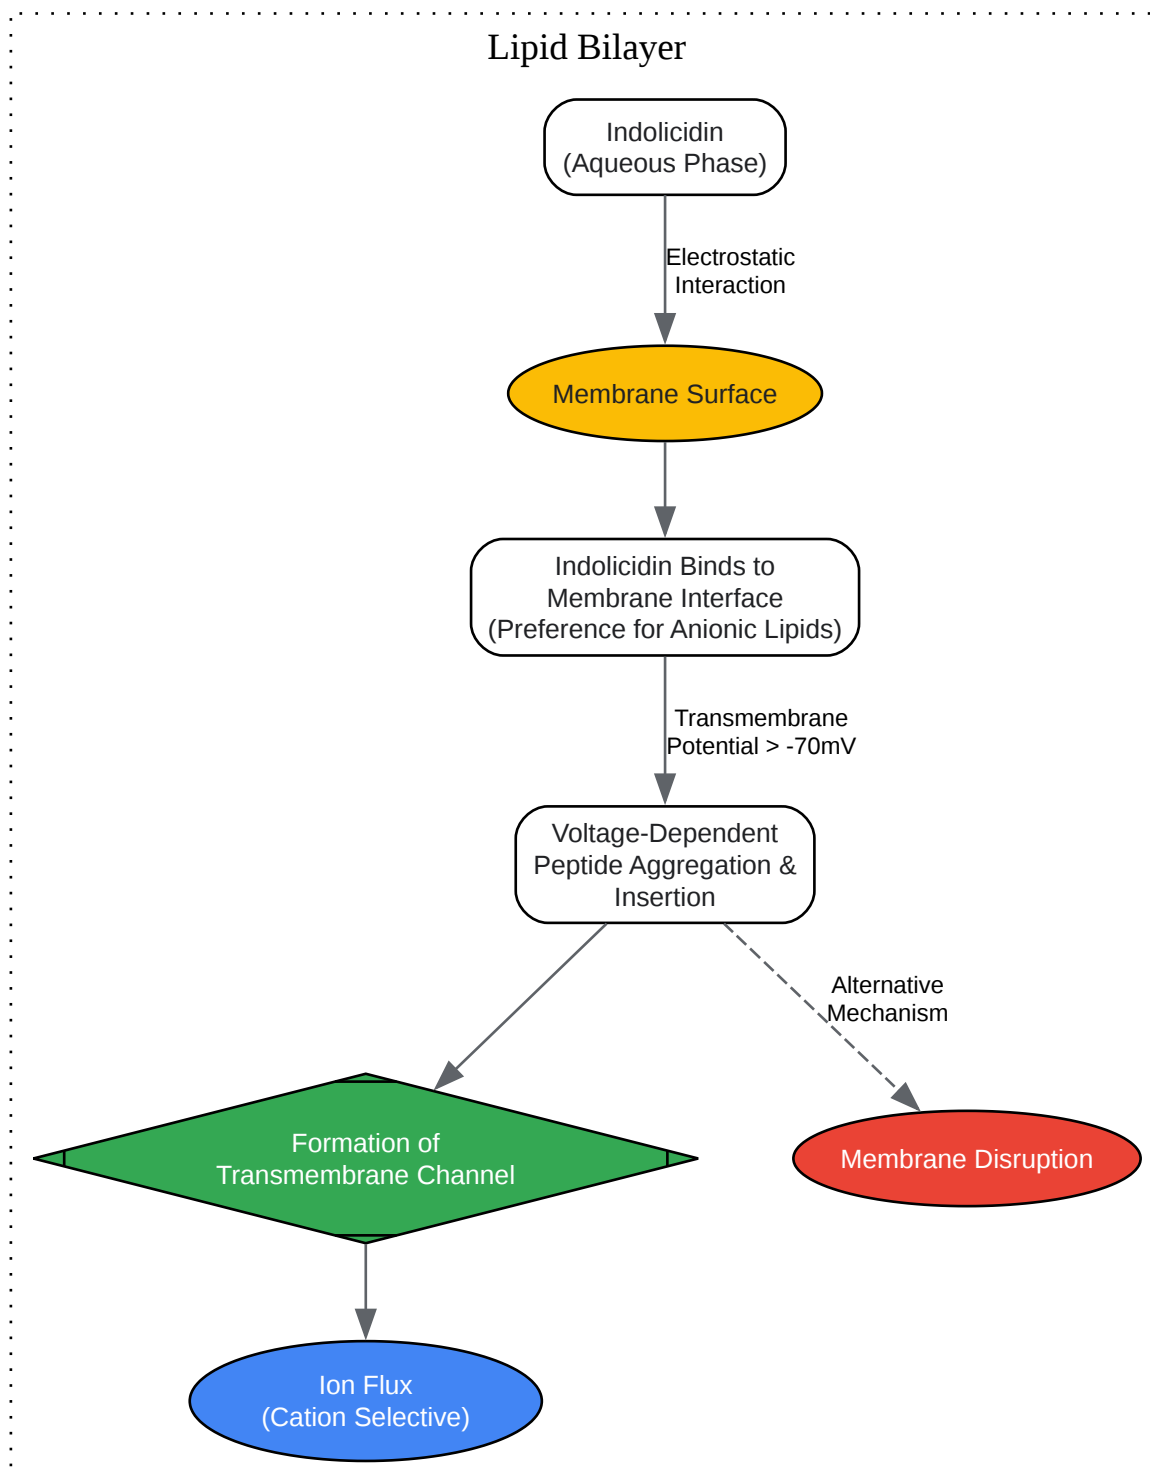 Lipid Bilayer
Indolicidin
(Aqueous Phase)
Electrostatic
Interaction
Membrane Surface
Indolicidin Binds to
Membrane Interface
(Preference for Anionic Lipids)
Transmembrane
Potential > -70mV
Voltage-Dependent
Peptide Aggregation &
Insertion
Alternative
Mechanism
Formation of
Transmembrane Channel
Membrane Disruption
Ion Flux
(Cation Selective)